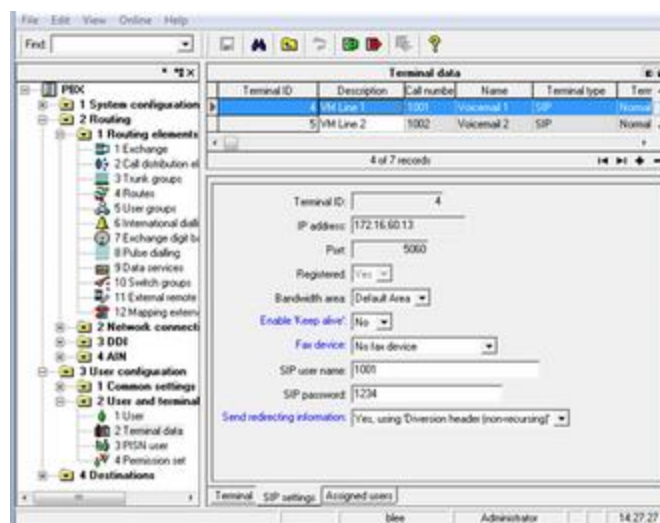 File Edit View Online Help
Find:
PBX
1 System configuration
2 Routing
1 Routing elements
1 Exchange
2 Call distribution el
3 Trunk groups
4 Routes
5 User groups
6 International diall
7 Exchange digit b
8 Pulse dialing
9 Data services
10 Switch groups
11 External remote
12 Mapping extern
2 Network connecti
3 DDI
4 AIN
3 User configuration
1 Common settings
2 User and terminal
1 User
2 Terminal data
3 PISN user
4 Permission set
4 Destinations
Terminal data
Terminal ID Description Call numbe Name Terminal type Term
4 VM Line 1 1001 Voicemail 1 SIP Normal
5 VM Line 2 1002 Voicemail 2 SIP Normal
4 of 7 records
Terminal ID: 4
IP address: 172.16.60.13
Port: 5060
Registered: Yes
Bandwidth area: Default Area
Enable 'Keep alive': No
Fax device: No fax device
SIP user name: 1001
SIP password: 1234
Send redirecting information: Yes, using 'Diversion header (non-recursing)'
Terminal SIP settings Assigned users
blee Administrator 14:27:27